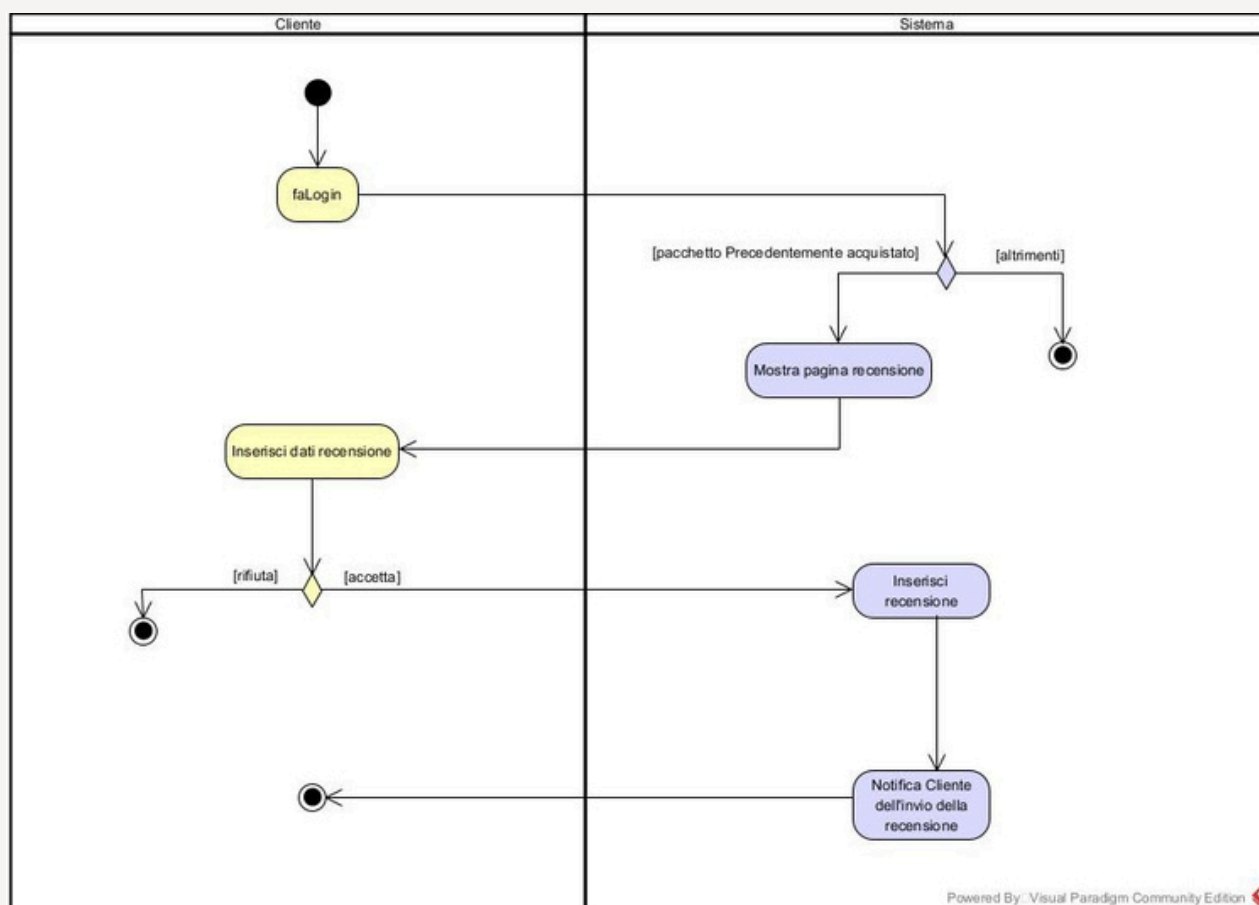 Cliente
Sistema
faLogin
[pacchetto Precedentemente acquistato]
[altrimenti]
Mostra pagina recensione
Inserisci dati recensione
[rifiuta]
[accetta]
Inserisci
recensione
Notifica Cliente
dell'invio della
recensione
Powered By Visual Paradigm Community Edition